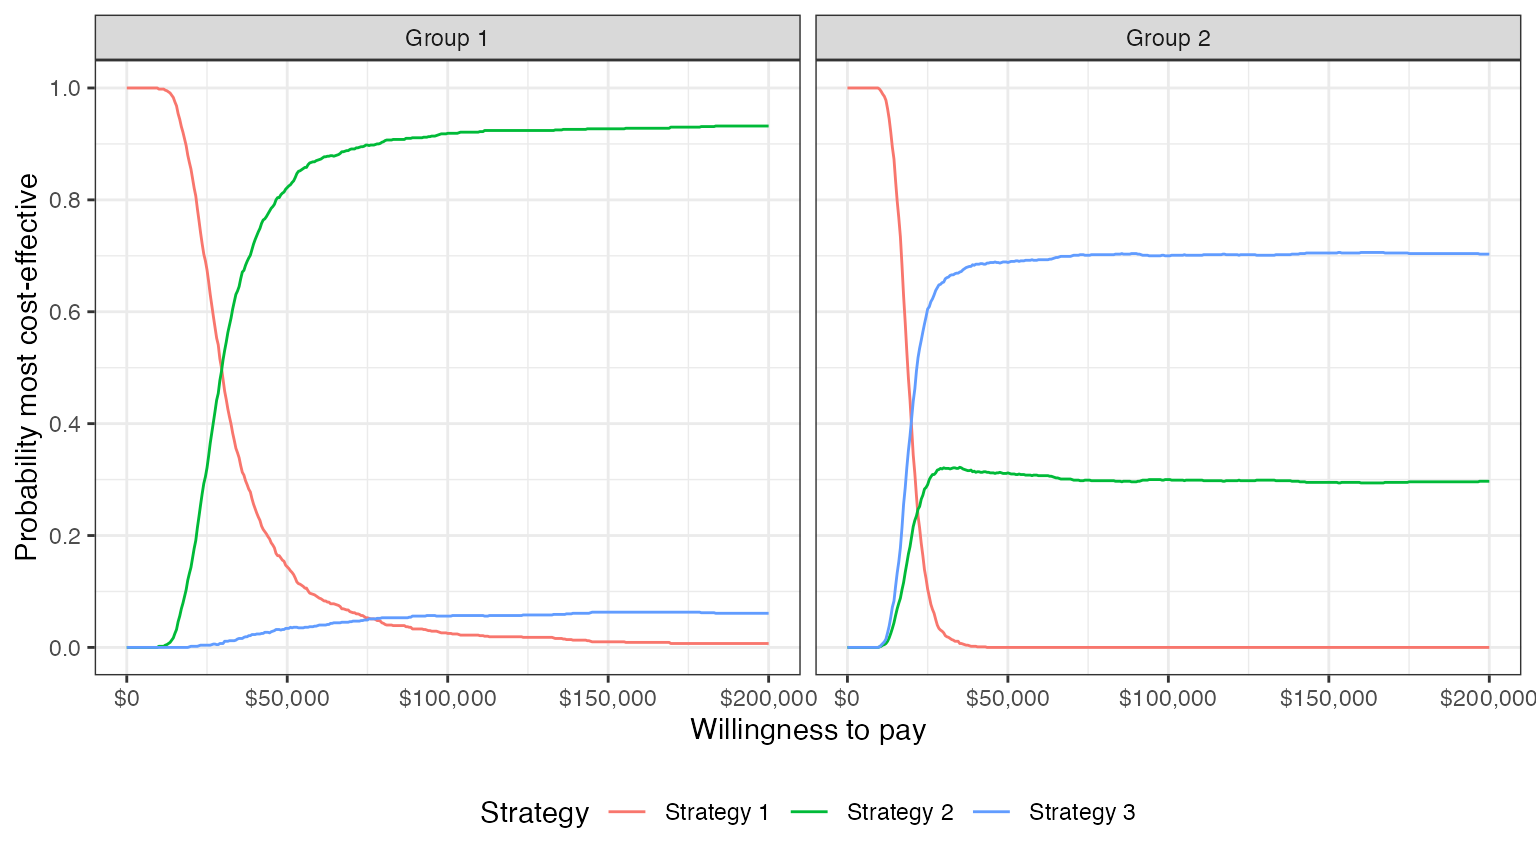 Group 1
Group 2
Probability most cost-effective
1.0
0.8
0.6
0.4
0.2
0.0
$0 $50,000 $100,000 $150,000 $200,000
$0 $50,000 $100,000 $150,000 $200,000
Willingness to pay
Strategy Strategy 1 Strategy 2 Strategy 3